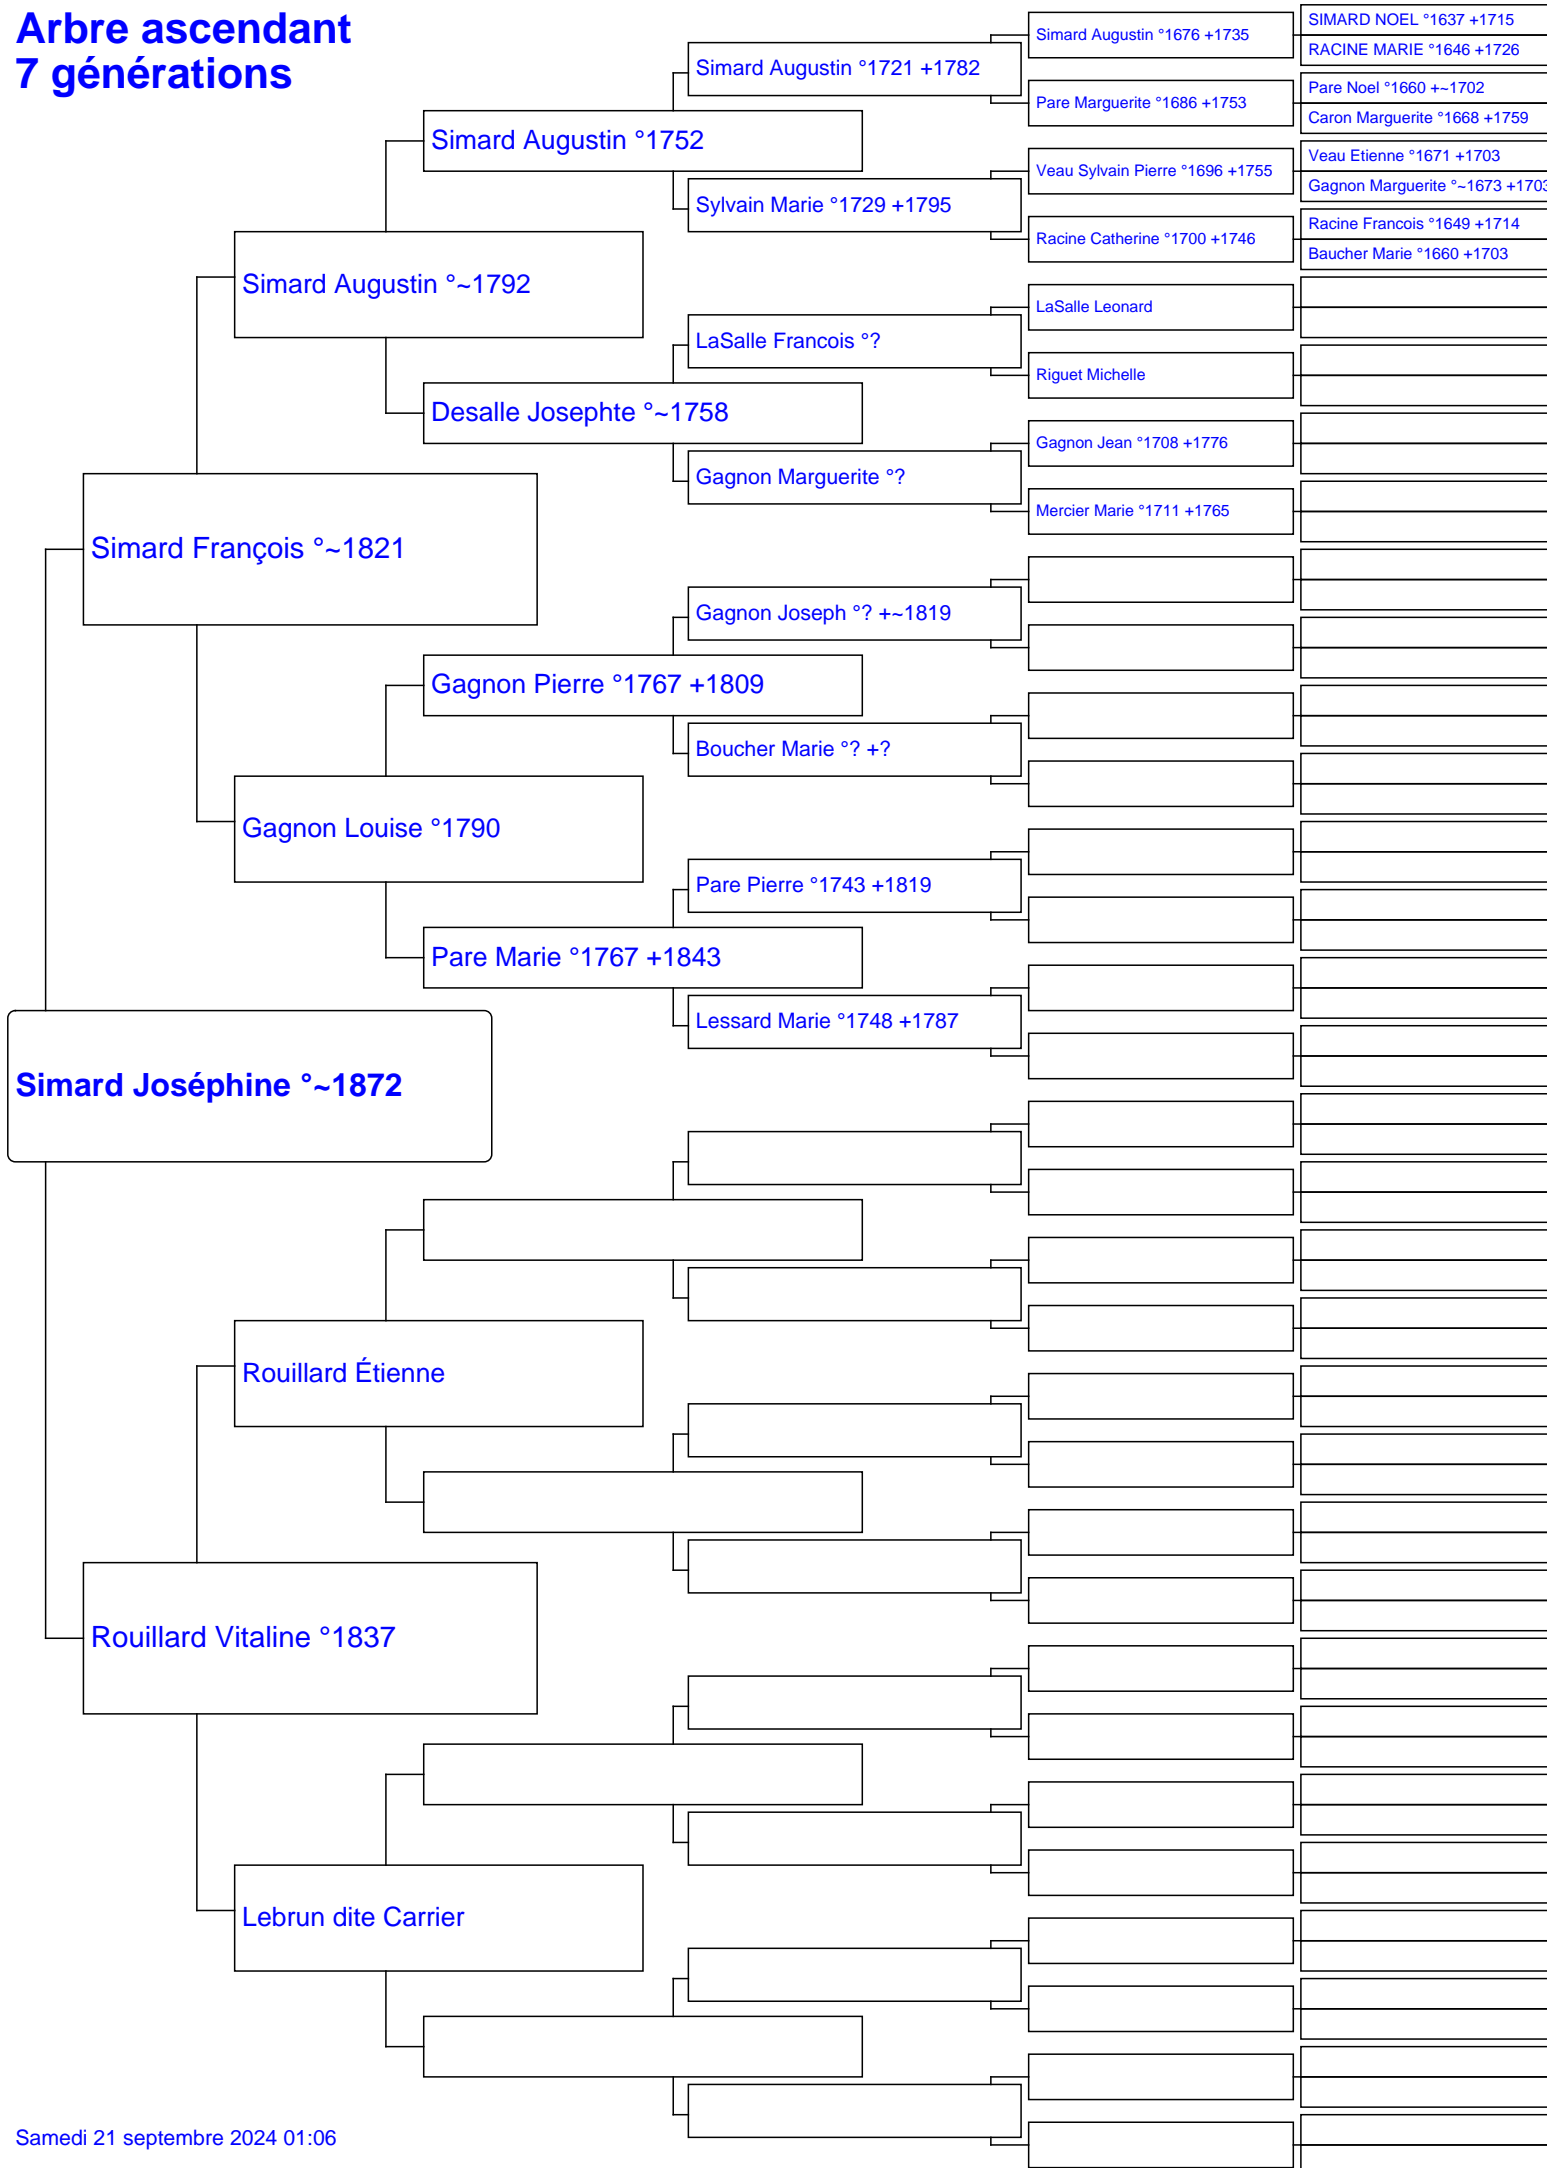 Arbre ascendant
7 générations
SIMARD NOEL °1637 +1715
Simard Augustin °1676 +1735
RACINE MARIE °1646 +1726
Simard Augustin °1721 +1782
Pare Noel °1660 +~1702
Pare Marguerite °1686 +1753
Caron Marguerite °1668 +1759
Simard Augustin °1752
Veau Etienne °1671 +1703
Veau Sylvain Pierre °1696 +1755
Gagnon Marguerite °~1673 +1703
Sylvain Marie °1729 +1795
Racine Francois °1649 +1714
Racine Catherine °1700 +1746
Baucher Marie °1660 +1703
Simard Augustin °~1792
LaSalle Leonard
LaSalle Francois °?
Riguet Michelle
Desalle Josephte °~1758
Gagnon Jean °1708 +1776
Gagnon Marguerite °?
Mercier Marie °1711 +1765
Simard François °~1821
Gagnon Joseph °? +~1819
Gagnon Pierre °1767 +1809
Boucher Marie °? +?
Gagnon Louise °1790
Pare Pierre °1743 +1819
Pare Marie °1767 +1843
Lessard Marie °1748 +1787
Simard Joséphine °~1872
Rouillard Étienne
Rouillard Vitaline °1837
Lebrun dite Carrier
Samedi 21 septembre 2024 01:06